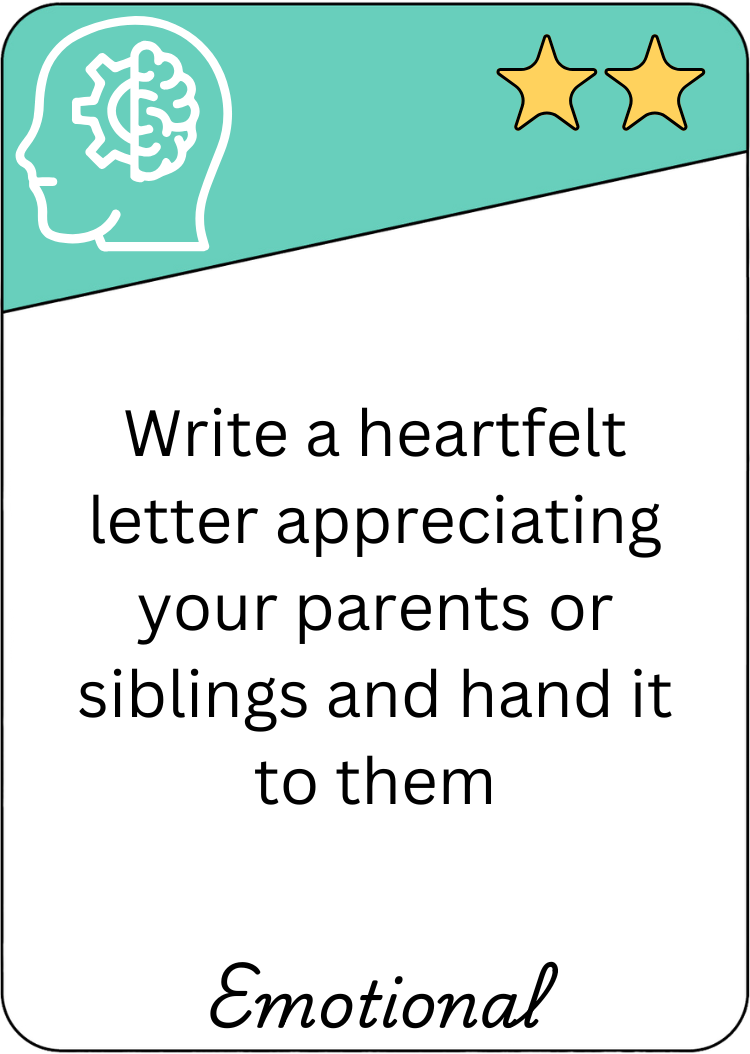 Write a heartfelt
letter appreciating
your parents or
siblings and hand it
to them
Emotional